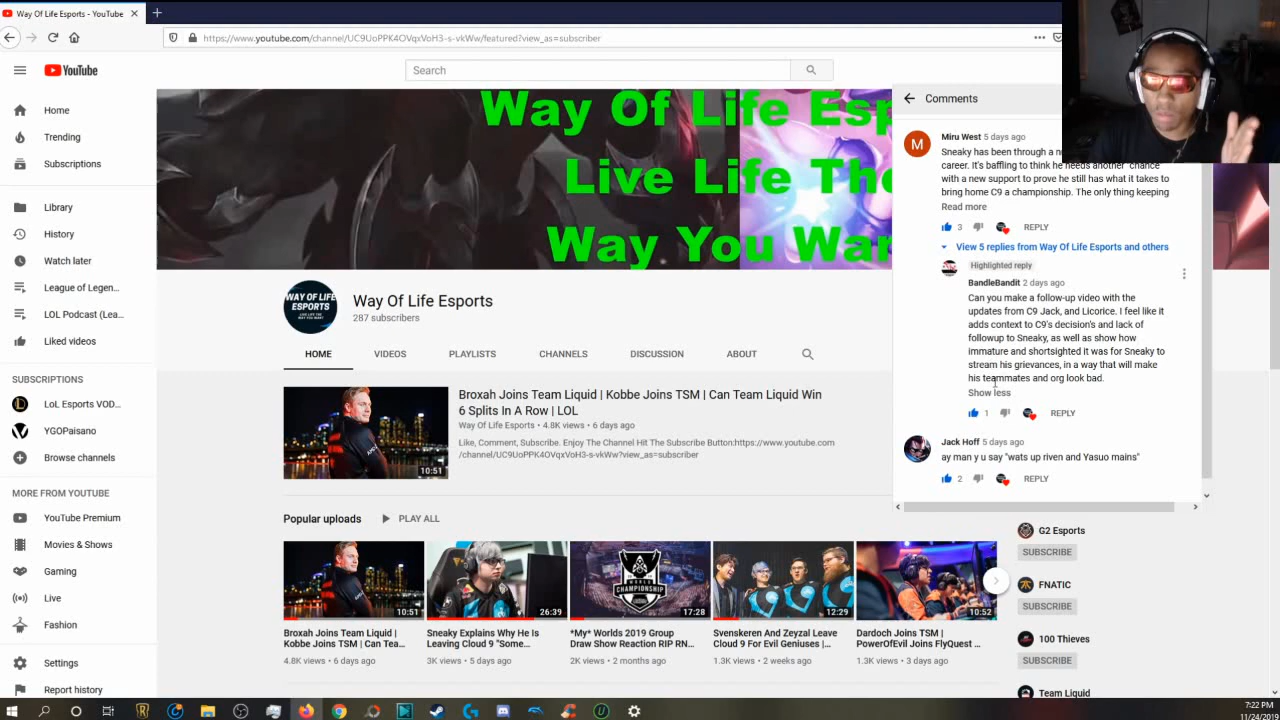 Way Of Life Esports - YouTube
https://www.youtube.com/channel/UC9UoPPK4OVqxVoH3-s-vkWw/featured?view_as=subscriber
YouTube
Search
Home
Trending
Subscriptions
Library
History
Watch later
League of Legen...
LOL Podcast (Lea...
Liked videos
SUBSCRIPTIONS
LoL Esports VOD...
YGOPaisano
Browse channels
MORE FROM YOUTUBE
YouTube Premium
Movies & Shows
Gaming
Live
Fashion
Settings
Report history
Way Of Life Esp
Live Life The
Way You Wan
WAY OF LIFE
ESPORTS
Way Of Life Esports
287 subscribers
HOME
VIDEOS
PLAYLISTS
CHANNELS
DISCUSSION
ABOUT
10:51
Broxah Joins Team Liquid | Kobbe Joins TSM | Can Team Liquid Win
6 Splits In A Row | LOL
Way Of Life Esports • 4.8K views • 6 days ago
Like, Comment, Subscribe. Enjoy The Channel Hit The Subscribe Button:https://www.youtube.com
/channel/UC9UoPPK4OVqxVoH3-s-vkWw?view_as=subscriber
Popular uploads
PLAY ALL
10:51
Broxah Joins Team Liquid |
Kobbe Joins TSM | Can Tea...
4.8K views • 6 days ago
26:39
Sneaky Explains Why He Is
Leaving Cloud 9 "Some...
3K views • 5 days ago
CHAMPIONSHIP
17:28
*My* Worlds 2019 Group
Draw Show Reaction RIP RN...
2K views • 2 months ago
12:29
Svenskeren And Zeyzal Leave
Cloud 9 For Evil Geniuses |...
1.3K views • 2 weeks ago
10:52
Dardoch Joins TSM |
PowerOfEvil Joins FlyQuest ...
1.3K views • 3 days ago
Comments
M
Miru West 5 days ago
Sneaky has been through a
career. It's baffling to think he needs another chance
with a new support to prove he still has what it takes to
bring home C9 a championship. The only thing keeping
Read more
3
REPLY
View 5 replies from Way Of Life Esports and others
Highlighted reply
BandleBandit 2 days ago
Can you make a follow-up video with the
updates from C9 Jack, and Licorice. I feel like it
adds context to C9's decision's and lack of
followup to Sneaky, as well as show how
immature and shortsighted it was for Sneaky to
stream his grievances, in a way that will make
his teammates and org look bad.
Show less
1
REPLY
Jack Hoff 5 days ago
ay man y u say "wats up riven and Yasuo mains"
2
REPLY
G2 Esports
SUBSCRIBE
FNATIC
SUBSCRIBE
100 Thieves
SUBSCRIBE
Team Liquid
7:22 PM
11/24/2019